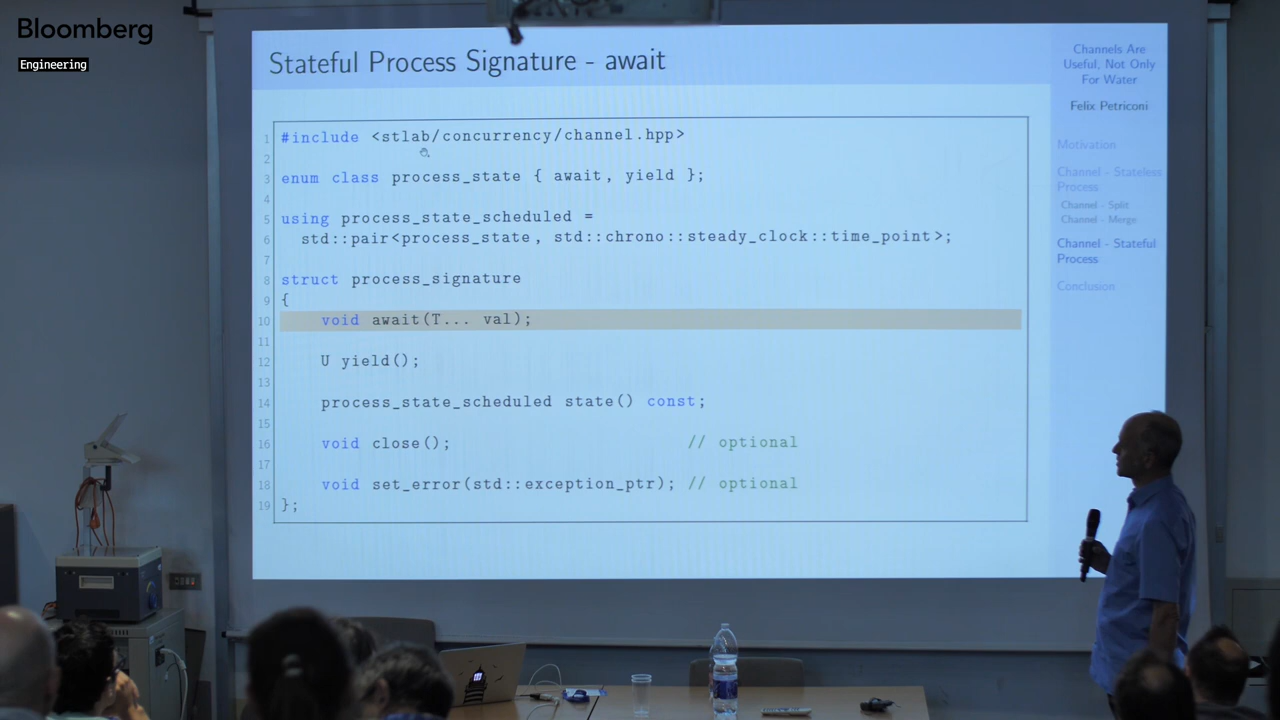 Bloomberg
Engineering
Stateful Process Signature - await
1 #include <stlab/concurrency/channel.hpp>
2
3 enum class process_state { await, yield };
4
5 using process_state_scheduled =
6 std::pair<process_state, std::chrono::steady_clock::time_point>;
7
8 struct process_signature
9 {
10 void await(T... val);
11
12 U yield();
13
14 process_state_scheduled state() const;
15
16 void close(); // optional
17
18 void set_error(std::exception_ptr); // optional
19 };
Channels Are
Useful, Not Only
For Water
Felix Petriconi
Motivation
Channel - Stateless
Process
Channel - Split
Channel - Merge
Channel - Stateful
Process
Conclusion